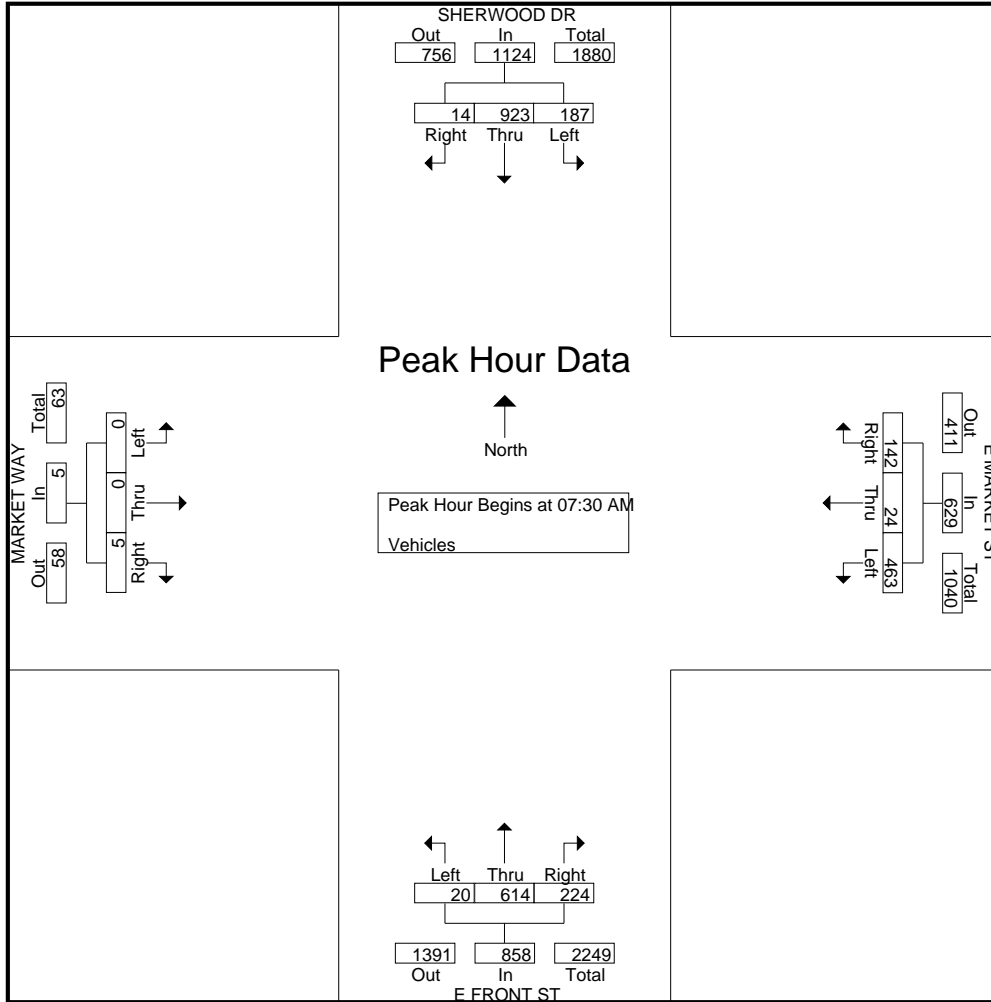 SHERWOOD DR
Out In Total
756 1124 1880
14 923 187
Right Thru Left
Peak Hour Data
North
Peak Hour Begins at 07:30 AM
Vehicles
MARKET WAY
Out In Total
58 5 63
Right Thru Left
5 0 0
E MARKET ST
Out In Total
411 629 1040
Right Thru Left
142 24 463
Left Thru Right
20 614 224
1391 858 2249
Out In Total
E FRONT ST